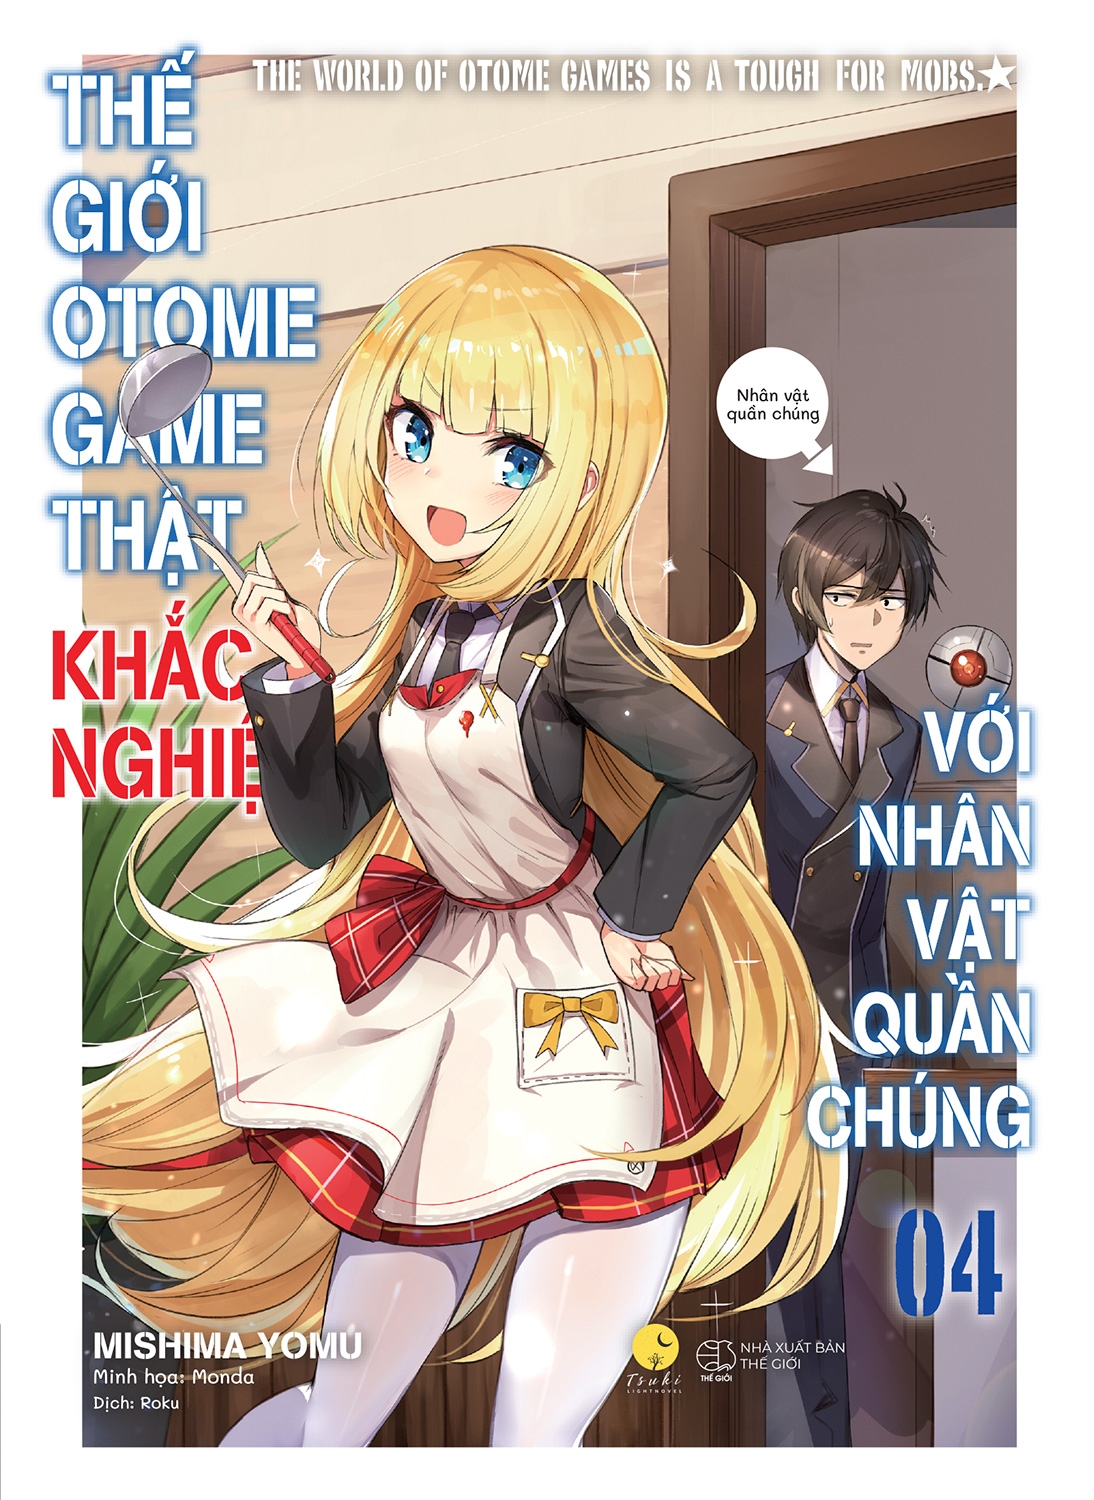 THE WORLD OF OTOME GAMES IS A TOUGH FOR MOBS.★
THẾ
GIỚI
OTOME
GAME
THẬT
KHẮC
NGHIỆ
Nhân vật
quần chúng
VỚI
NHÂN
VẬT
QUẦN
CHÚNG
04
MISHIMA YOMU
Minh họa: Monda
Dịch: Roku
Tsuki
LIGHTNOVEL
THẾ GIỚI
NHÀ XUẤT BẢN
THẾ GIỚI